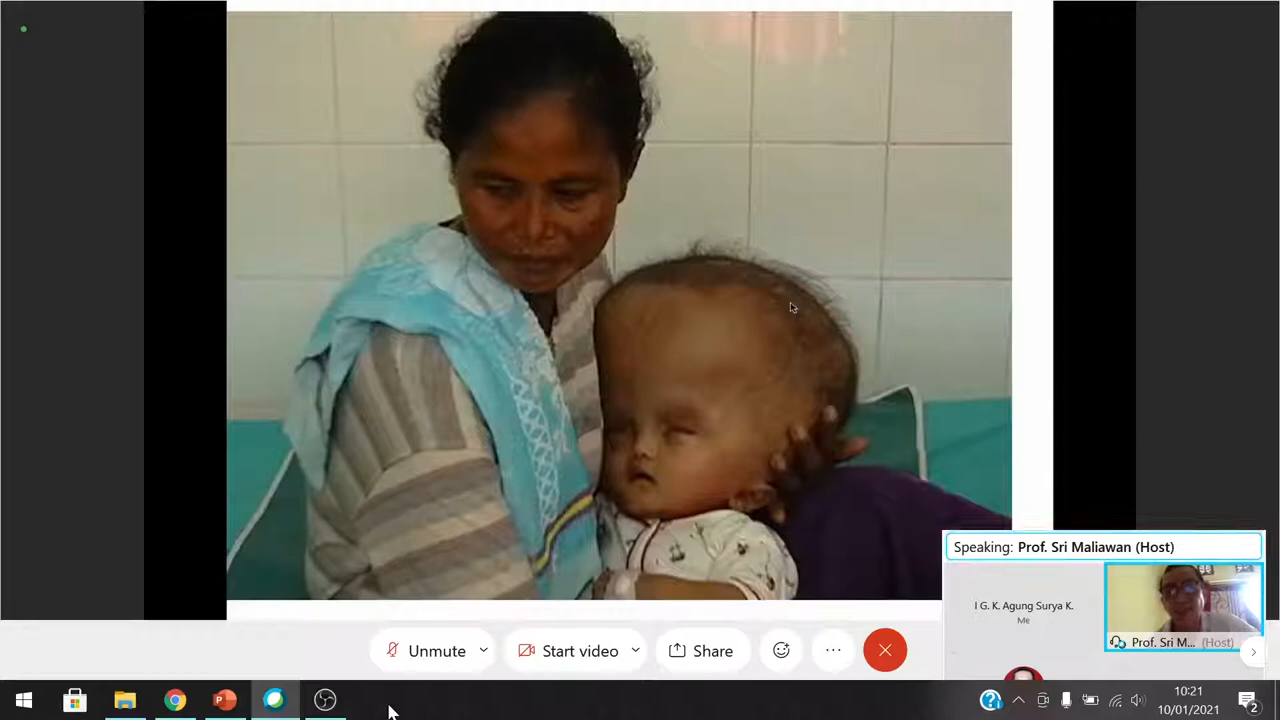 Speaking: Prof. Sri Maliawan (Host)
I G. K. Agung Surya K.
Me
Prof. Sri M... (Host)
Unmute
Start video
Share
10:21
10/01/2021
2